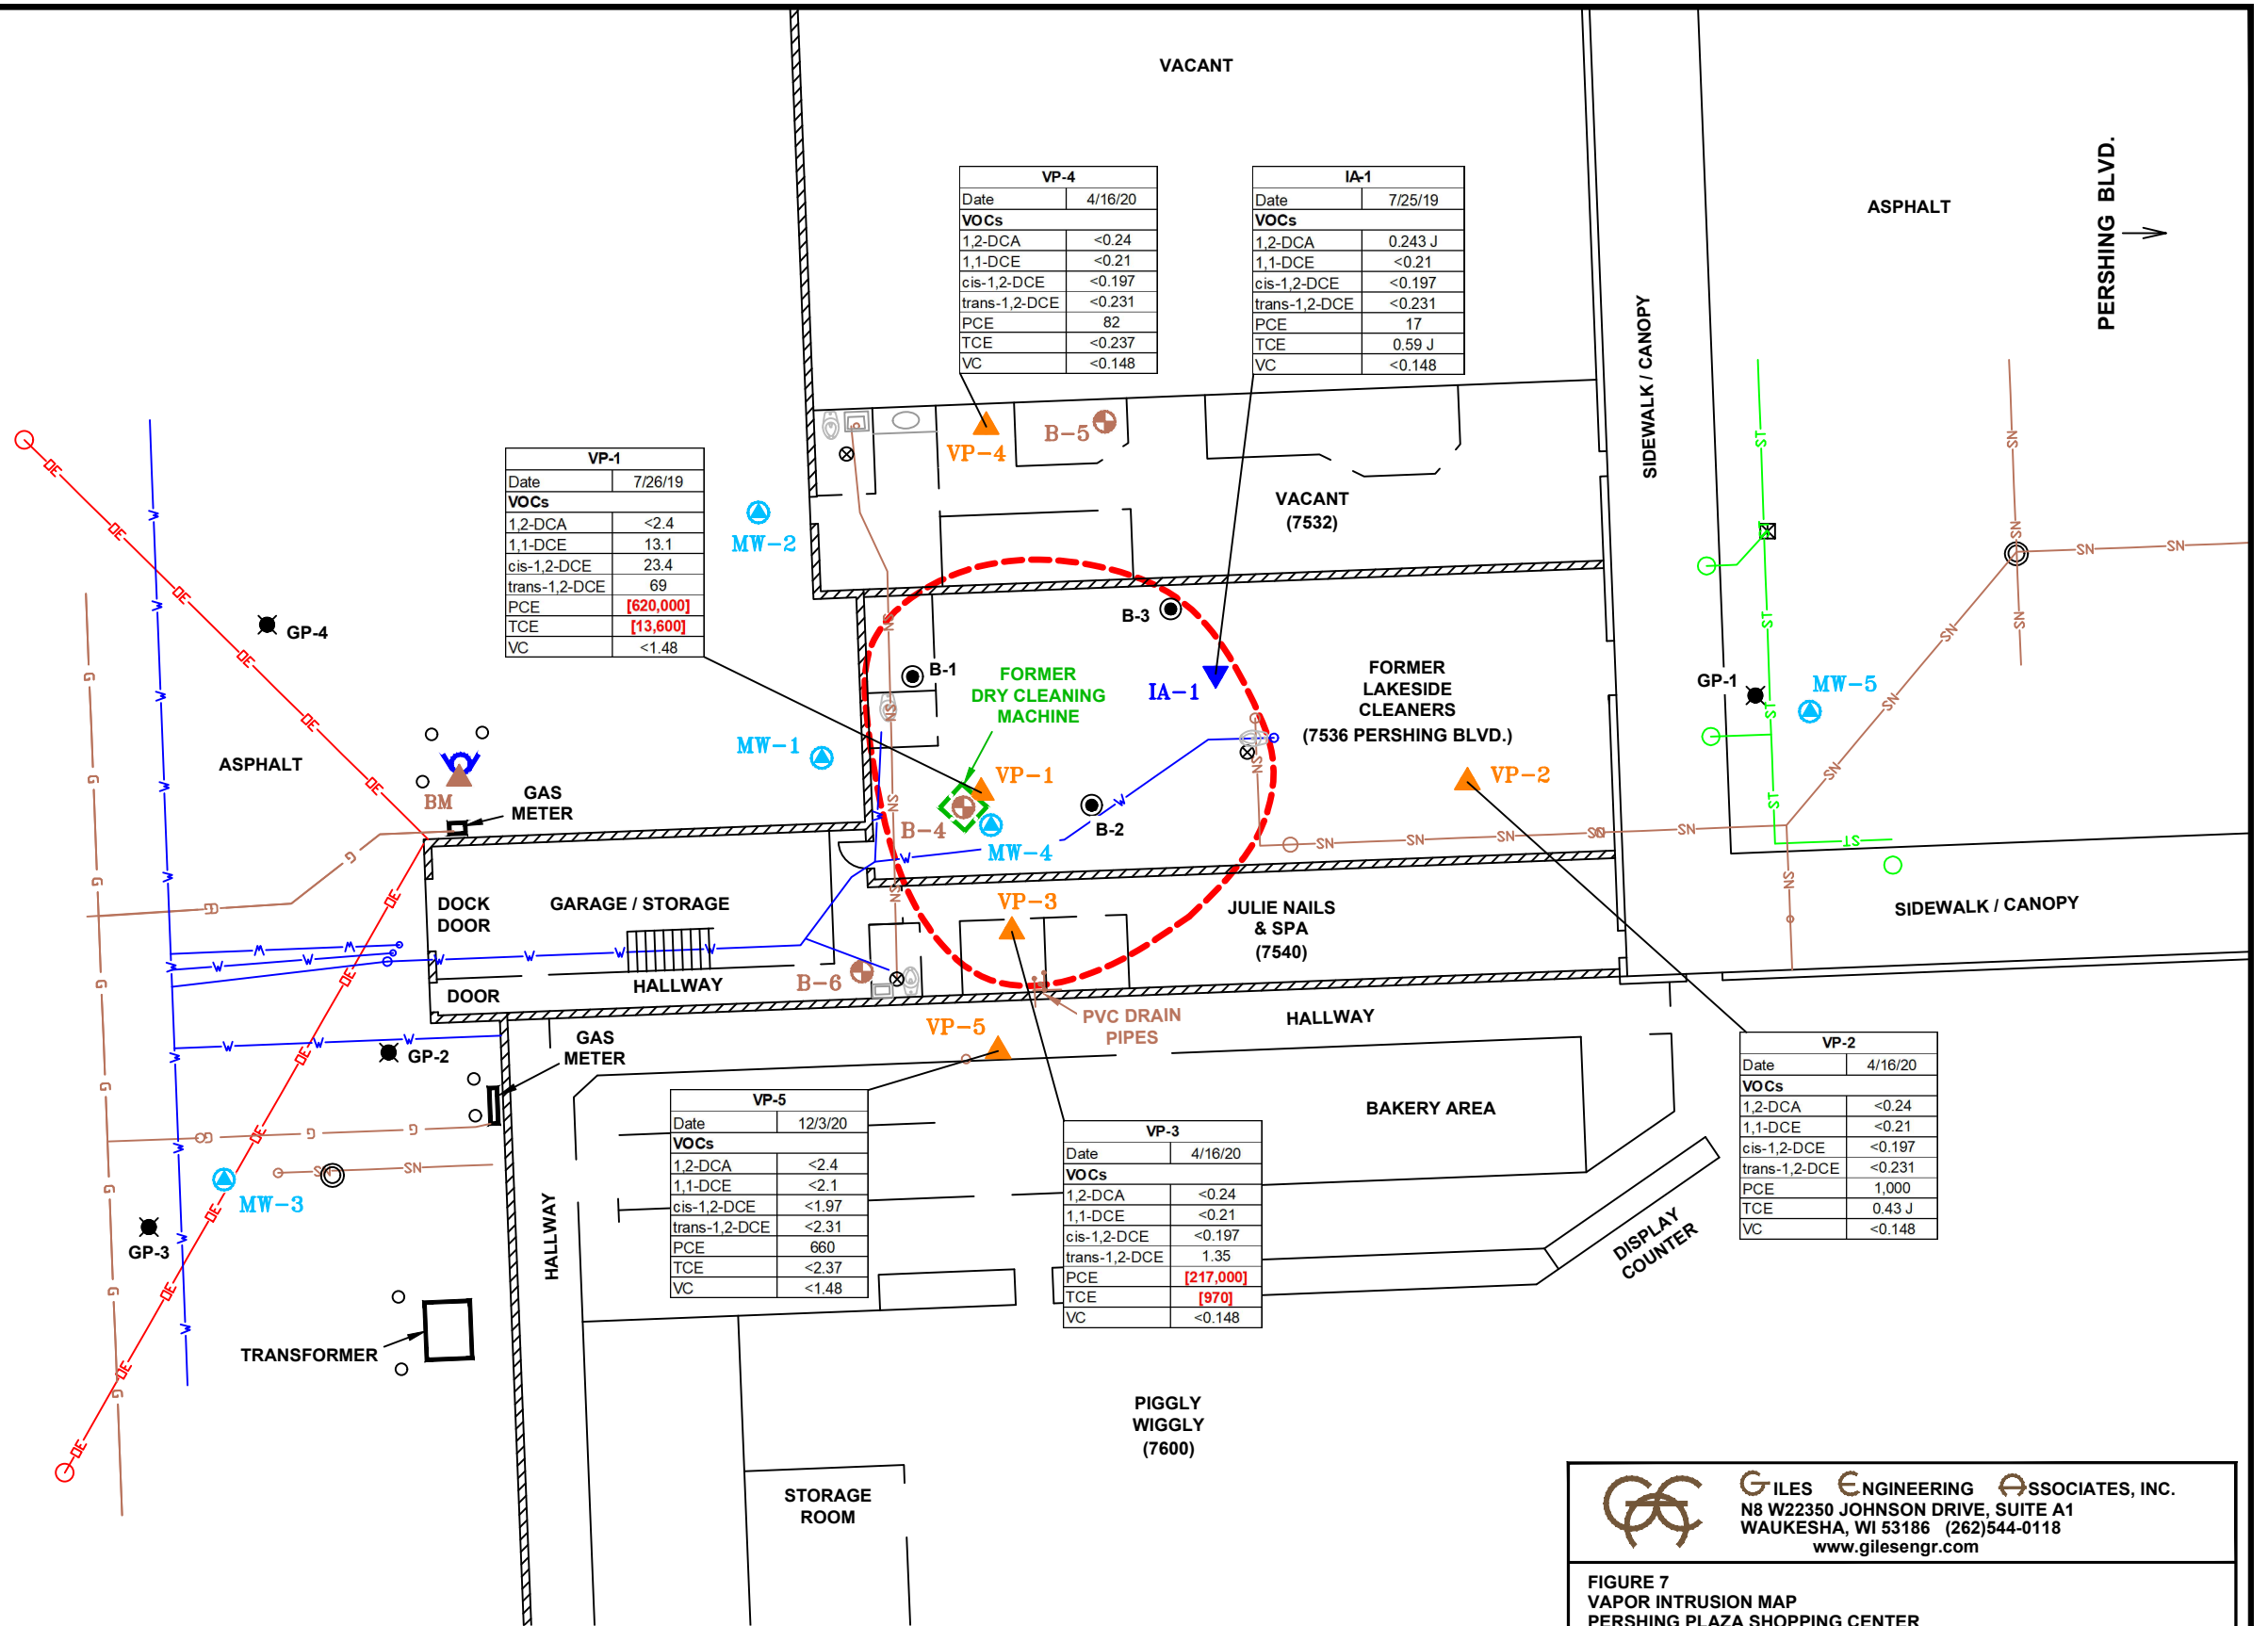 VACANT
PERSHING BLVD.
ASPHALT
SIDEWALK / CANOPY
VP-4
Date 4/16/20
VOCs
1,2-DCA <0.24
1,1-DCE <0.21
cis-1,2-DCE <0.197
trans-1,2-DCE <0.231
PCE 82
TCE <0.237
VC <0.148
IA-1
Date 7/25/19
VOCs
1,2-DCA 0.243 J
1,1-DCE <0.21
cis-1,2-DCE <0.197
trans-1,2-DCE <0.231
PCE 17
TCE 0.59 J
VC <0.148
VP-1
Date 7/26/19
VOCs
1,2-DCA <2.4
1,1-DCE 13.1
cis-1,2-DCE 23.4
trans-1,2-DCE 69
PCE [620,000]
TCE [13,600]
VC <1.48
VP-4
B-5
VACANT
(7532)
MW-2
GP-4
B-3
B-1
FORMER
DRY CLEANING
MACHINE
IA-1
FORMER
LAKESIDE
CLEANERS
(7536 PERSHING BLVD.)
GP-1
MW-5
MW-1
ASPHALT
BM
GAS
METER
VP-1
B-4
MW-4
B-2
VP-2
DOCK
DOOR
GARAGE / STORAGE
VP-3
JULIE NAILS
& SPA
(7540)
SIDEWALK / CANOPY
B-6
DOOR
HALLWAY
PVC DRAIN
PIPES
HALLWAY
VP-5
GAS
METER
GP-2
VP-2
Date 4/16/20
VOCs
1,2-DCA <0.24
1,1-DCE <0.21
cis-1,2-DCE <0.197
trans-1,2-DCE <0.231
PCE 1,000
TCE 0.43 J
VC <0.148
VP-5
Date 12/3/20
VOCs
1,2-DCA <2.4
1,1-DCE <2.1
cis-1,2-DCE <1.97
trans-1,2-DCE <2.31
PCE 660
TCE <2.37
VC <1.48
VP-3
Date 4/16/20
VOCs
1,2-DCA <0.24
1,1-DCE <0.21
cis-1,2-DCE <0.197
trans-1,2-DCE 1.35
PCE [217,000]
TCE [970]
VC <0.148
BAKERY AREA
DISPLAY
COUNTER
MW-3
GP-3
HALLWAY
TRANSFORMER
PIGGLY
WIGGLY
(7600)
STORAGE
ROOM
GILES ENGINEERING ASSOCIATES, INC.
N8 W22350 JOHNSON DRIVE, SUITE A1
WAUKESHA, WI 53186 (262)544-0118
www.gilesengr.com
FIGURE 7
VAPOR INTRUSION MAP
PERSHING PLAZA SHOPPING CENTER